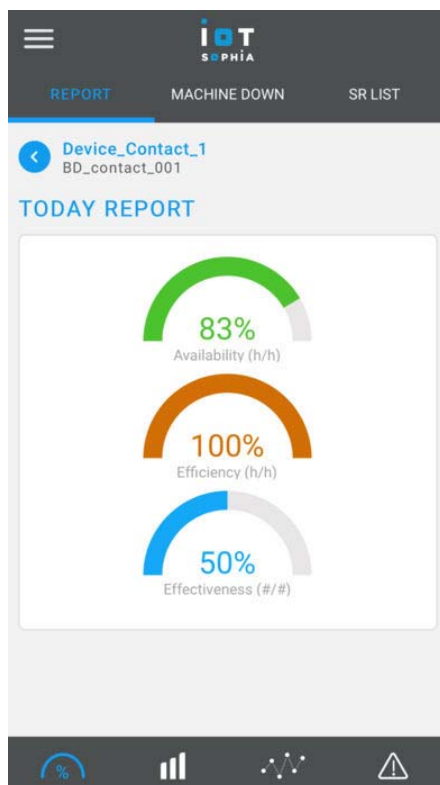 iOT
SOPHiA
REPORT
MACHINE DOWN
SR LIST
Device_Contact_1
BD_contact_001
TODAY REPORT
83%
Availability (h/h)
100%
Efficiency (h/h)
50%
Effectiveness (#/#)
%